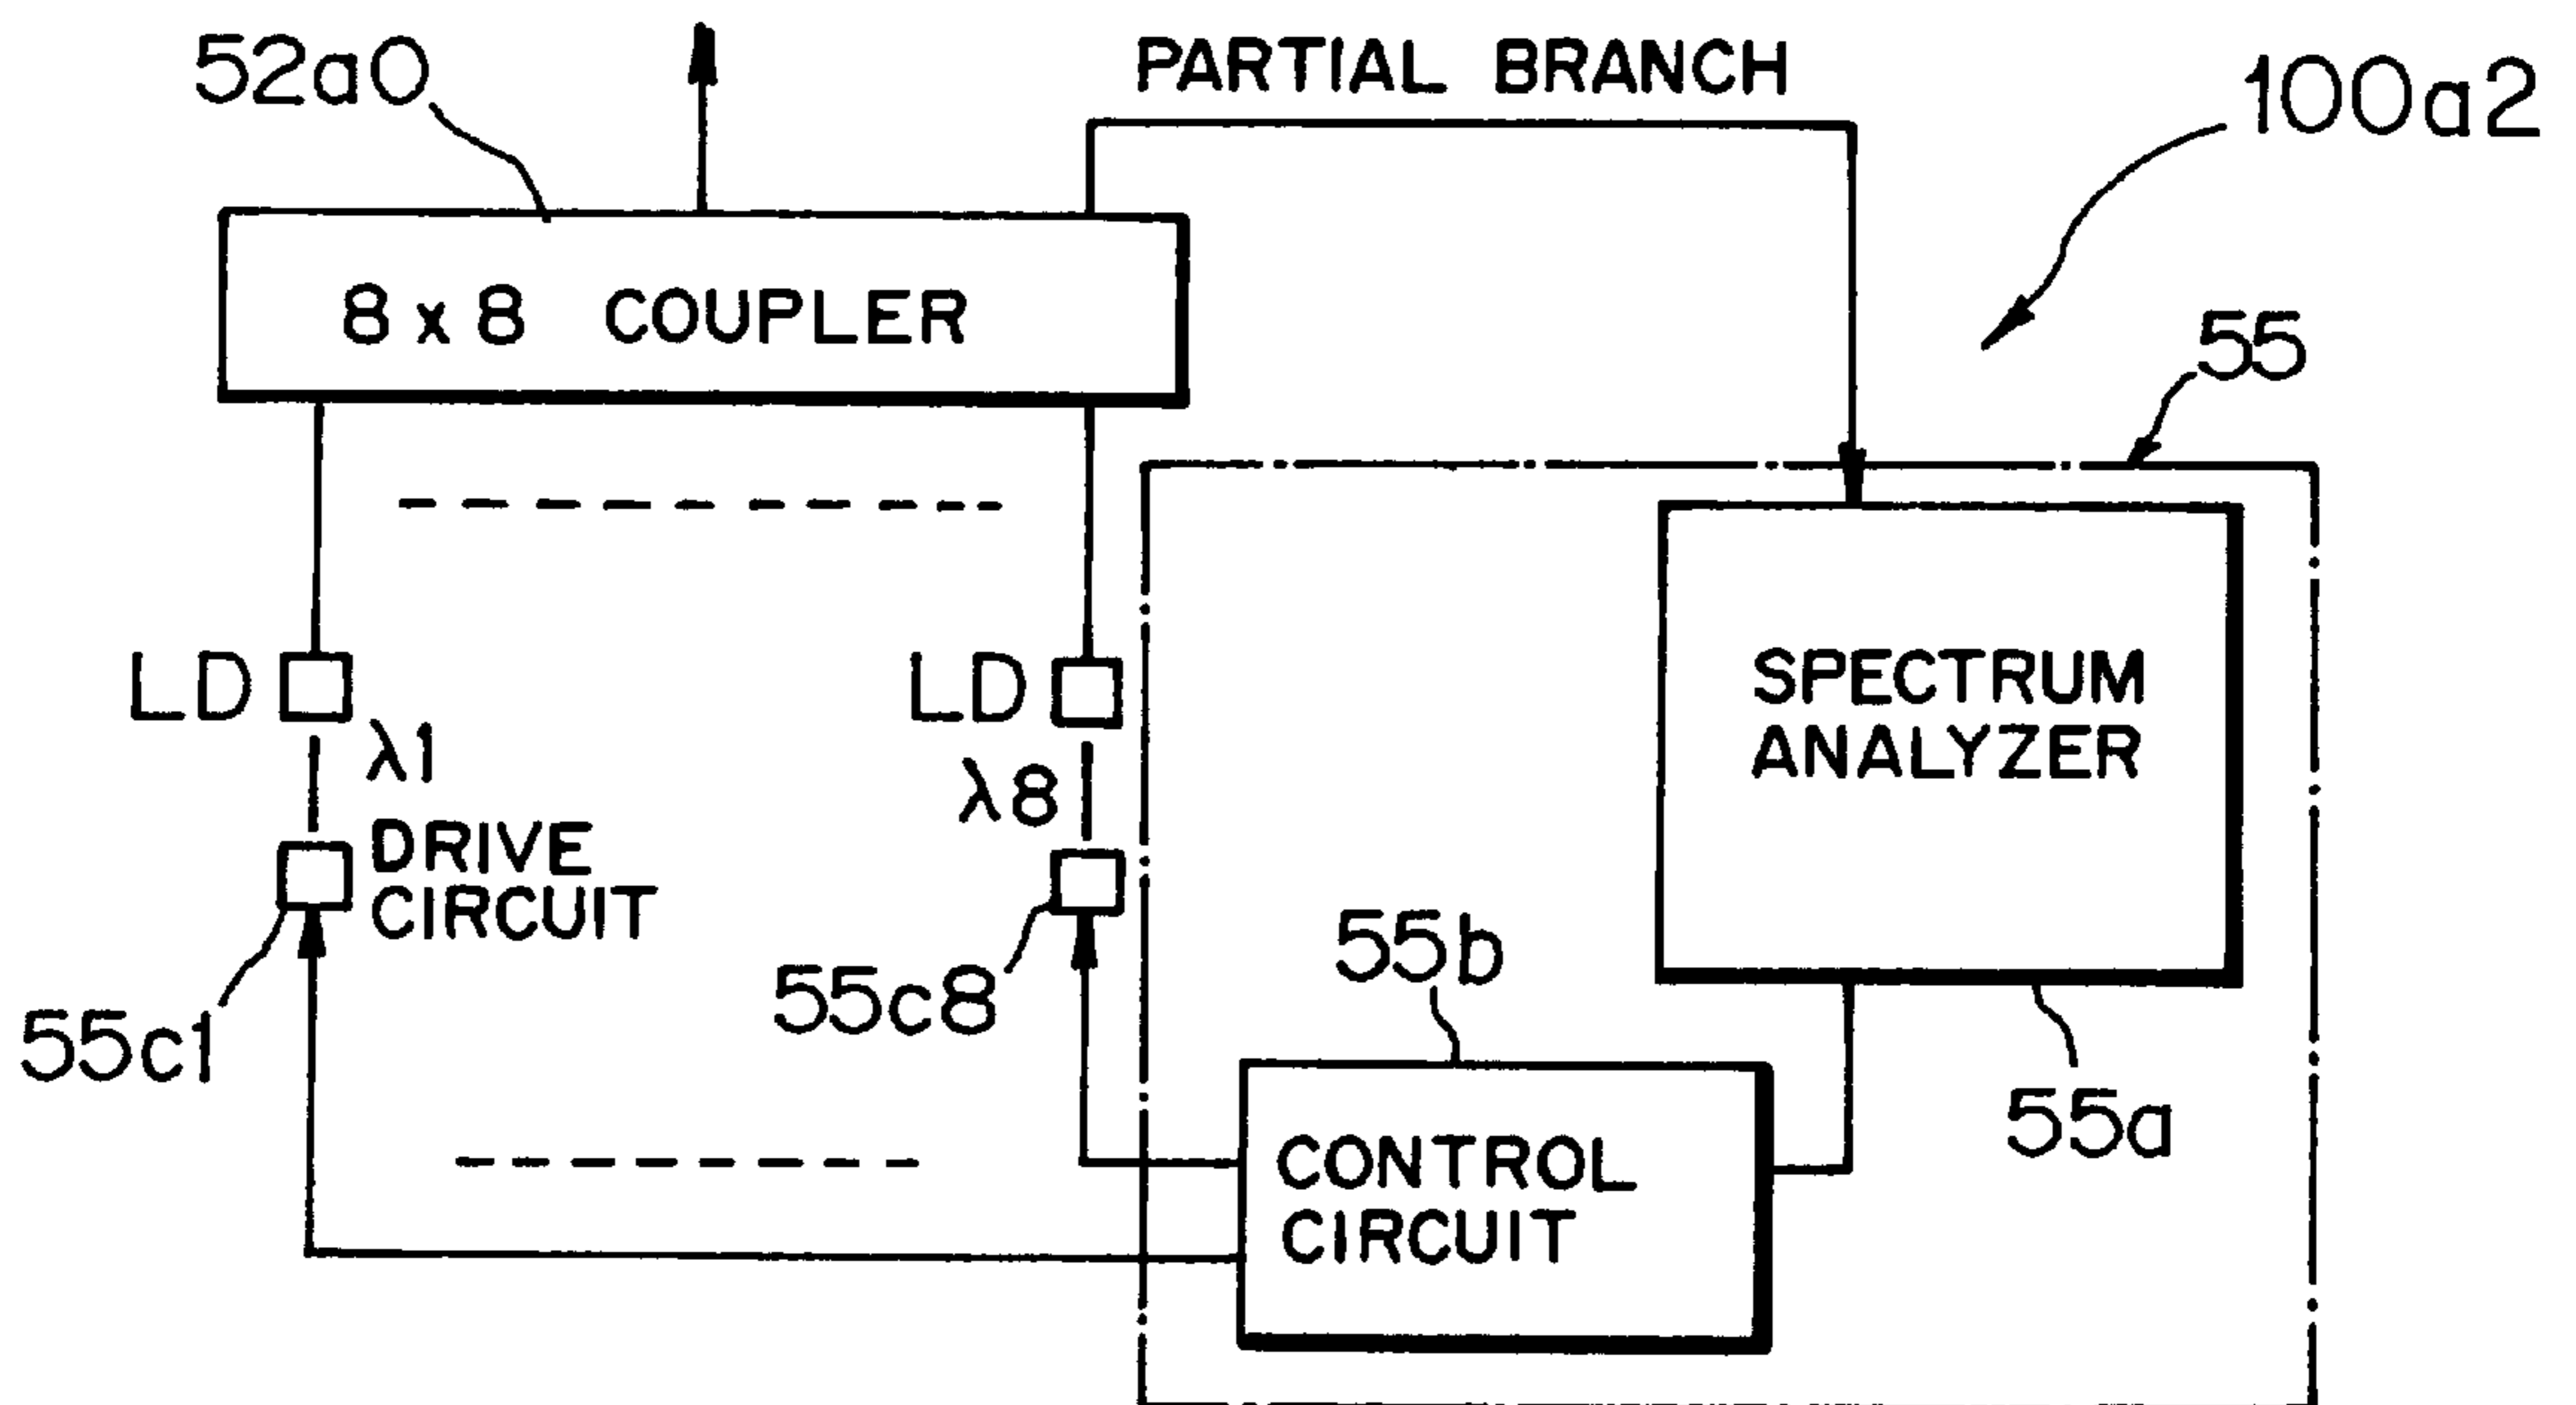 52a0
PARTIAL BRANCH
100a2
8 x 8 COUPLER
55
LD
λ1
LD
λ8
SPECTRUM
ANALYZER
DRIVE
CIRCUIT
55c1
55c8
55b
55a
CONTROL
CIRCUIT